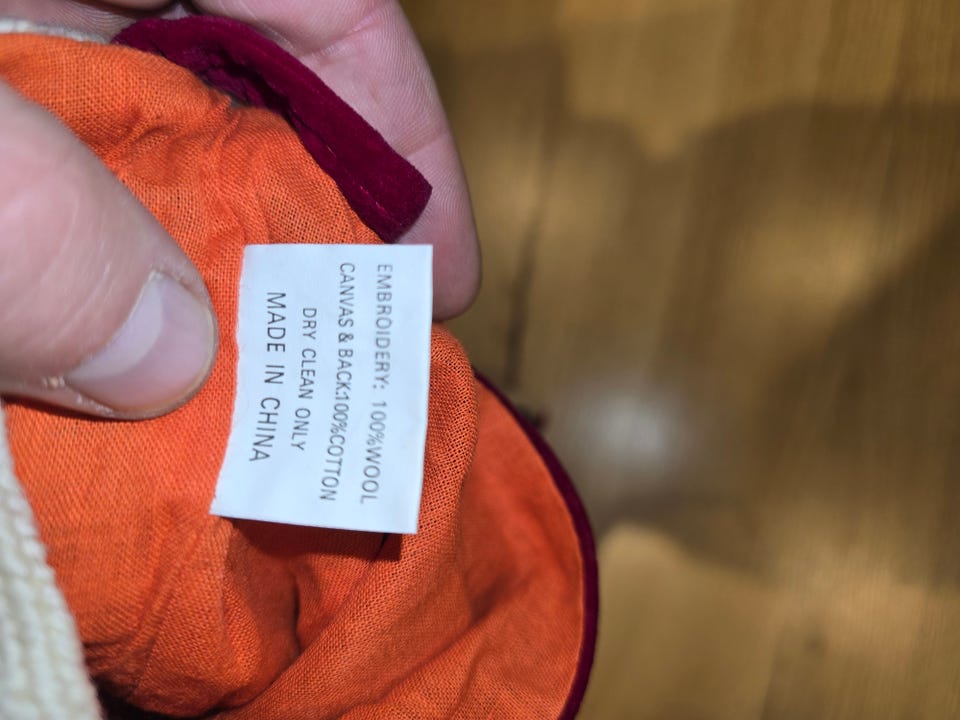 EMBROIDERY: 100%WOOL
CANVAS & BACK:100%COTTON
DRY CLEAN ONLY
MADE IN CHINA